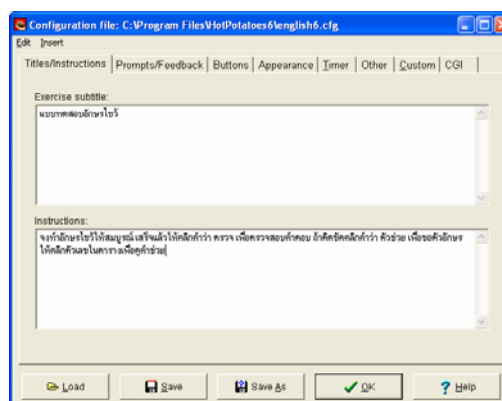 Configuration file: C:\Program Files\HotPotatoes6\english6.cfg
Edit Insert
Titles/Instructions Prompts/Feedback Buttons Appearance Timer Other Custom CGI
Exercise subtitle:
แบบทดสอบอักษรไขว้
Instructions:
จงทำอักษรไขว้ให้สมบูรณ์ เสร็จแล้วให้คลิกคำว่า ตรวจ เพื่อตรวจสอบคำตอบ ถ้าติดขัดคลิกคำว่า ตัวช่วย เพื่อขอตัวอักษร
ให้คลิกตัวเลขในตารางเพื่อดูคำช่วย
Load Save Save As OK Help